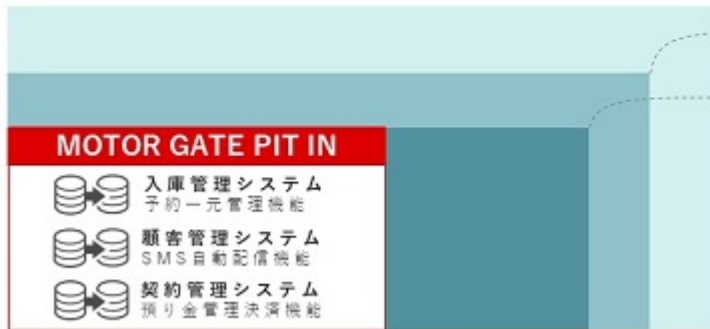 MOTOR GATE PIT IN
入庫管理システム
予約一元管理機能
顧客管理システム
SMS自動配信機能
契約管理システム
預り金管理決済機能